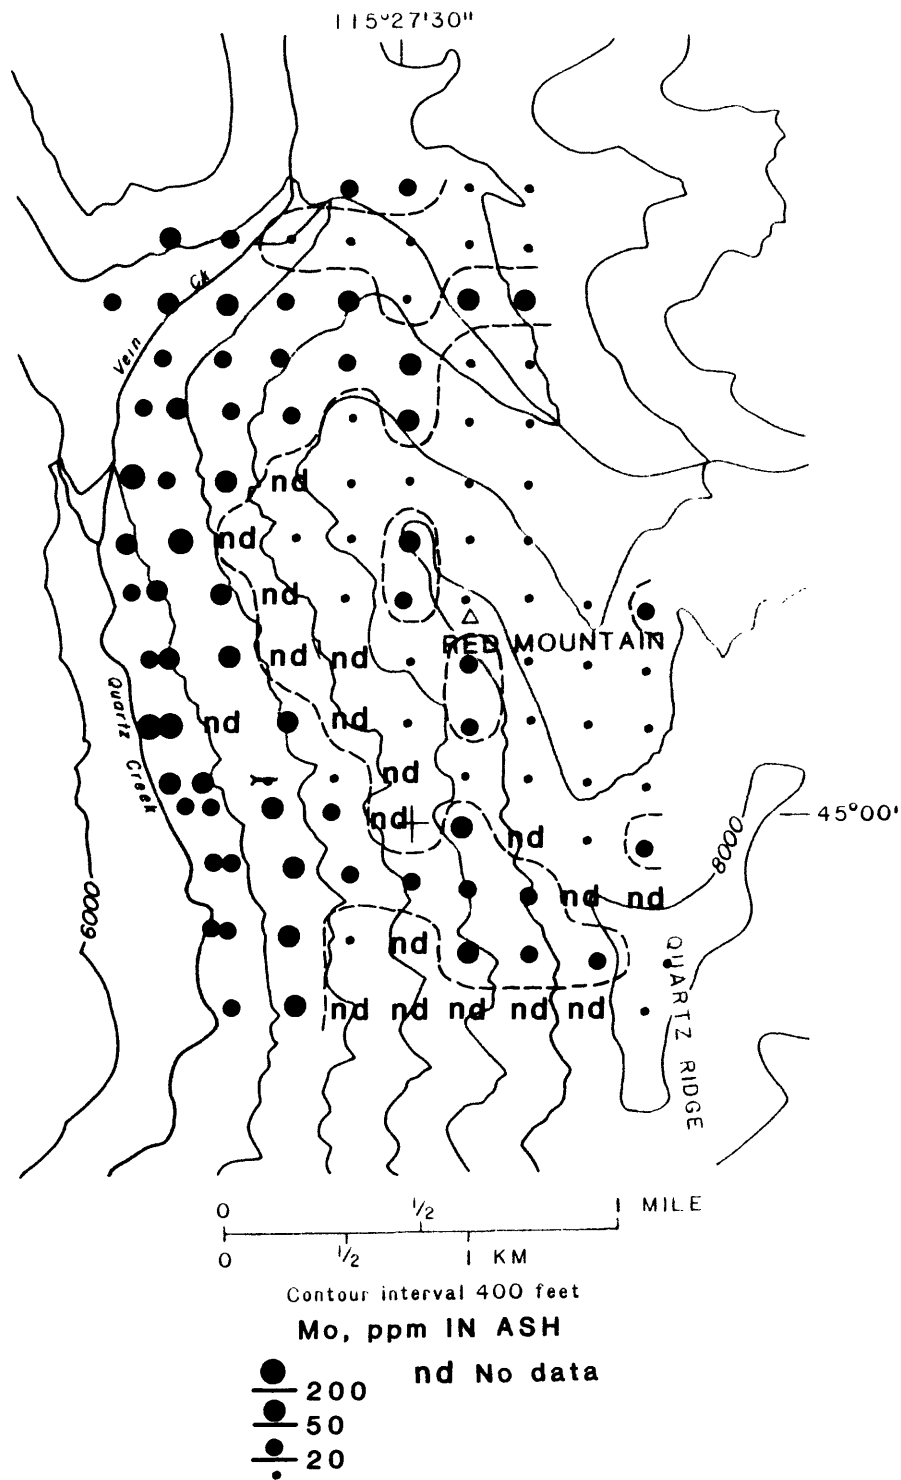 115°27'30"
Ck
Vein
nd
nd
nd
RED MOUNTAIN
nd nd
Quartz Creek
nd nd
nd
nd
45°00'
nd
8000
nd nd
6000
nd
QUARTZ RIDGE
nd nd nd nd nd
0 1/2 1 MILE
0 1/2 1 KM
Contour interval 400 feet
Mo, ppm IN ASH
nd No data
200
50
20